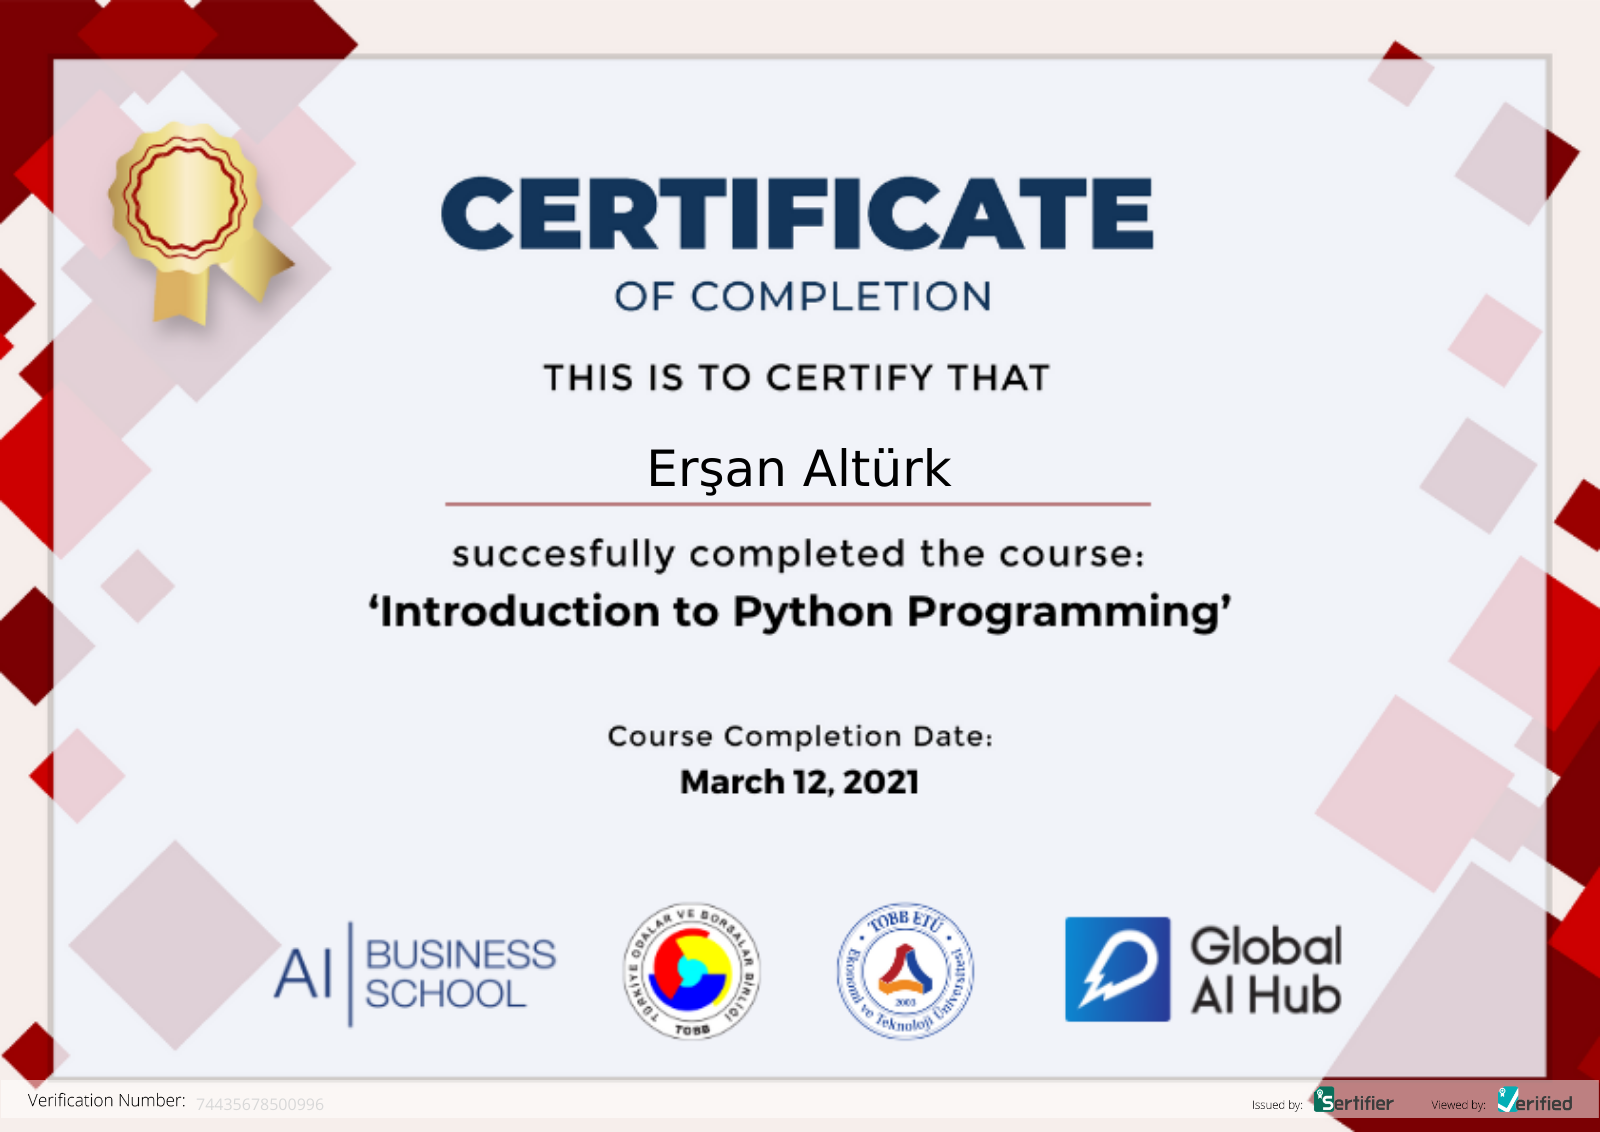 CERTIFICATE
OF COMPLETION
THIS IS TO CERTIFY THAT
Erşan Altürk
succesfully completed the course:
‘Introduction to Python Programming’
Course Completion Date:
March 12, 2021
AI BUSINESS
SCHOOL
TÜRKİYE ODALAR VE BORSALAR BİRLİĞİ
TOBB
TOBB ETÜ
2003
Ekonomi ve Teknoloji Üniversitesi
Global
AI Hub
Verification Number: 74435678500996
Issued by: Sertifier
Viewed by: Verified